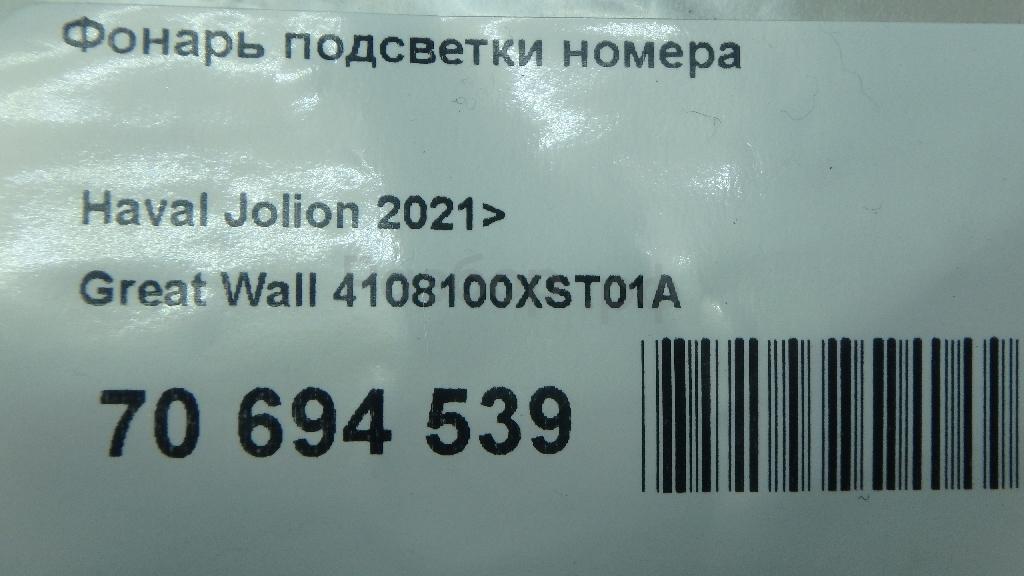 Фонарь подсветки номера
Haval Jolion 2021>
Great Wall 4108100XST01A
70 694 539